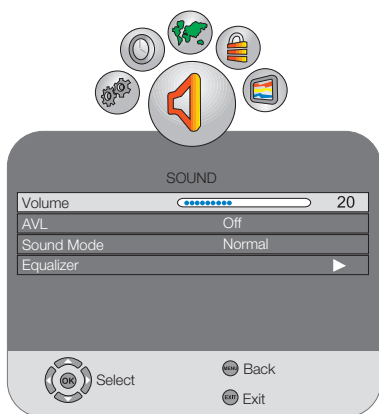 SOUND
Volume 20
AVL Off
Sound Mode Normal
Equalizer
OK Select
MENU Back
EXIT Exit